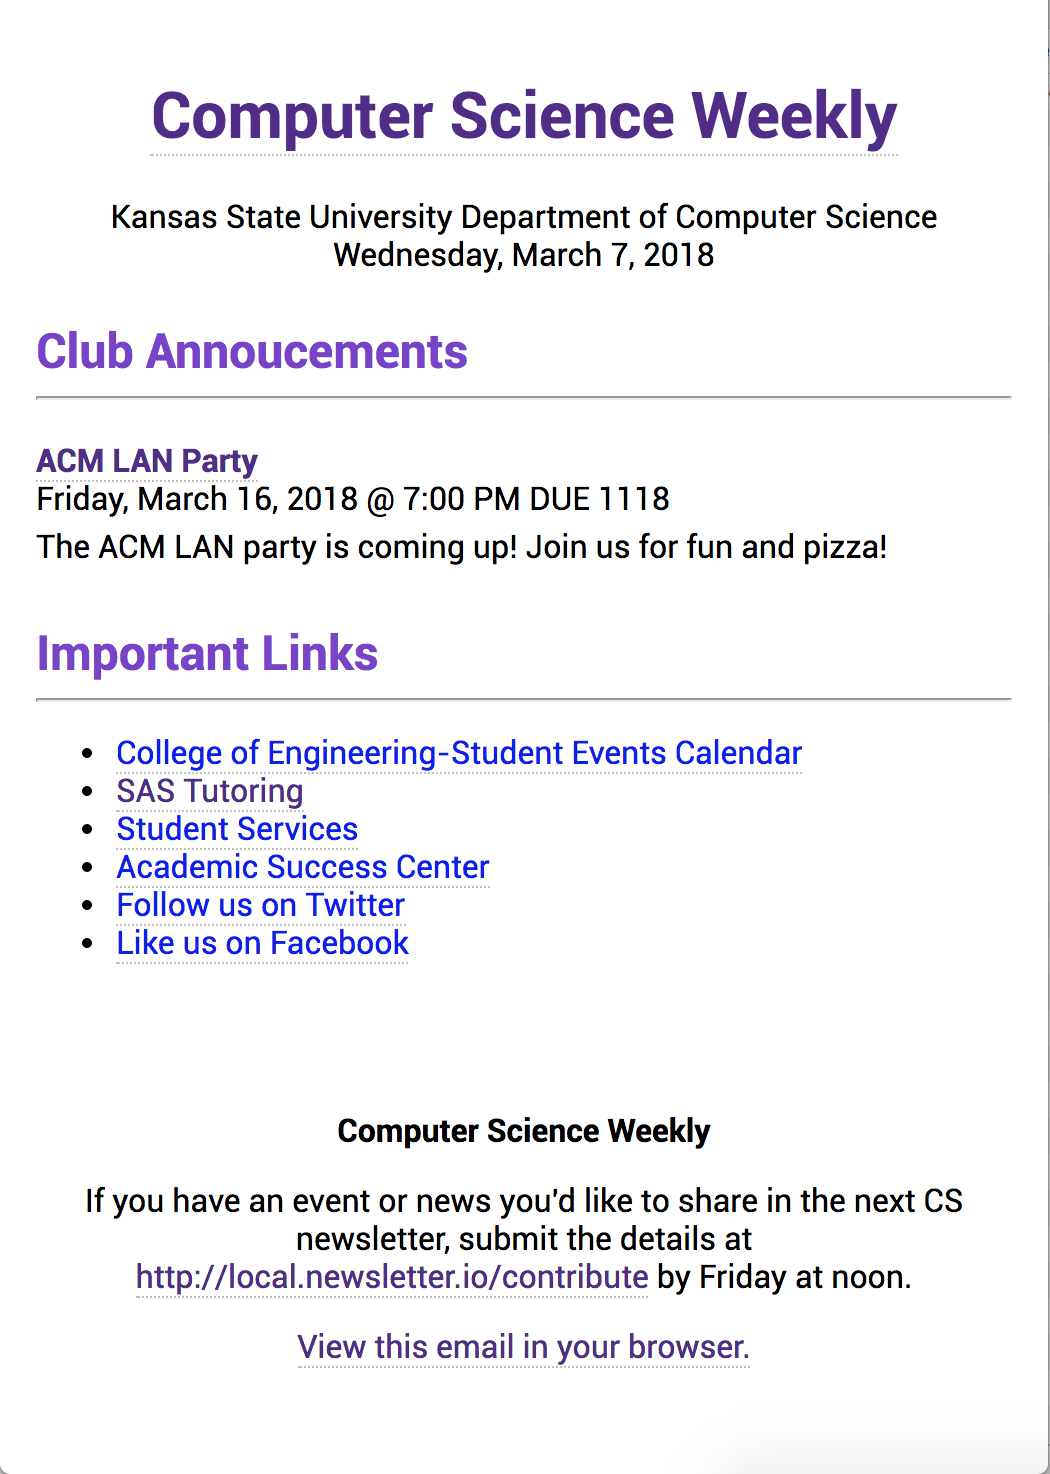 Computer Science Weekly
Kansas State University Department of Computer Science
Wednesday, March 7, 2018
Club Annoucements
ACM LAN Party
Friday, March 16, 2018 @ 7:00 PM DUE 1118
The ACM LAN party is coming up! Join us for fun and pizza!
Important Links
• College of Engineering-Student Events Calendar
• SAS Tutoring
• Student Services
• Academic Success Center
• Follow us on Twitter
• Like us on Facebook
Computer Science Weekly
If you have an event or news you'd like to share in the next CS
newsletter, submit the details at
http://local.newsletter.io/contribute by Friday at noon.
View this email in your browser.